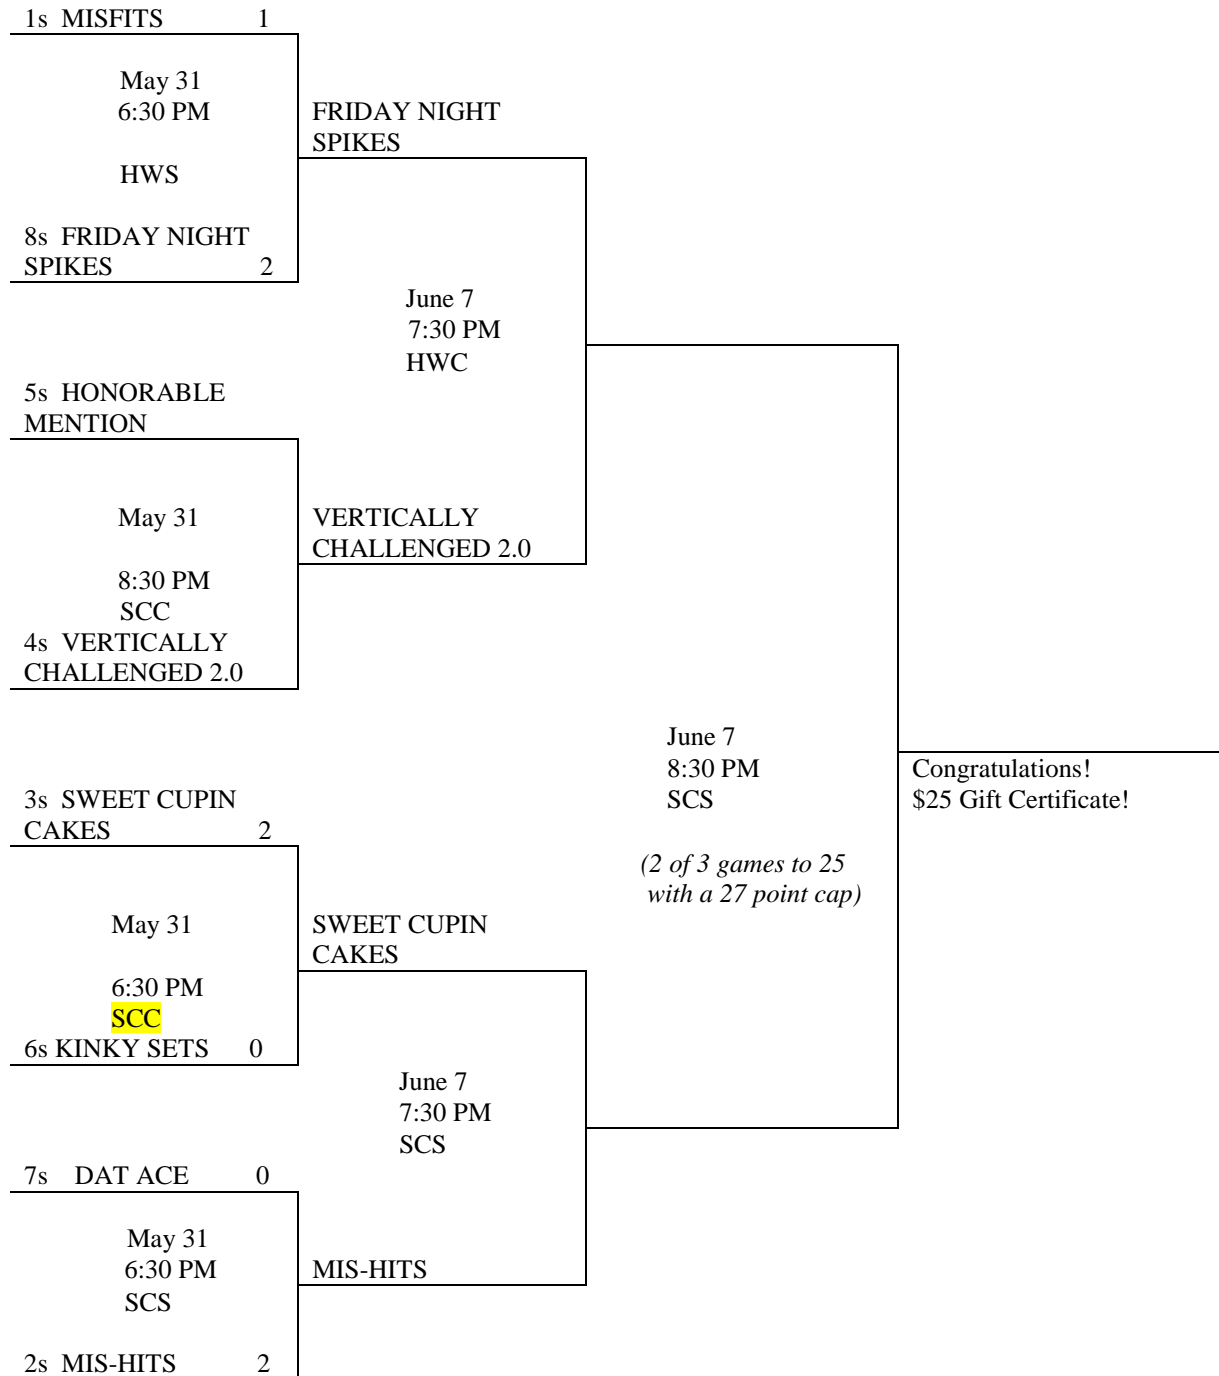 1s MISFITS 1
May 31
6:30 PM
HWS
8s FRIDAY NIGHT
SPIKES 2
FRIDAY NIGHT
SPIKES
June 7
7:30 PM
HWC
5s HONORABLE
MENTION
May 31
8:30 PM
SCC
4s VERTICALLY
CHALLENGED 2.0
VERTICALLY
CHALLENGED 2.0
June 7
8:30 PM
SCS
(2 of 3 games to 25
with a 27 point cap)
Congratulations!
$25 Gift Certificate!
3s SWEET CUPIN
CAKES 2
May 31
6:30 PM
SCC
6s KINKY SETS 0
SWEET CUPIN
CAKES
June 7
7:30 PM
SCS
7s DAT ACE 0
May 31
6:30 PM
SCS
2s MIS-HITS 2
MIS-HITS